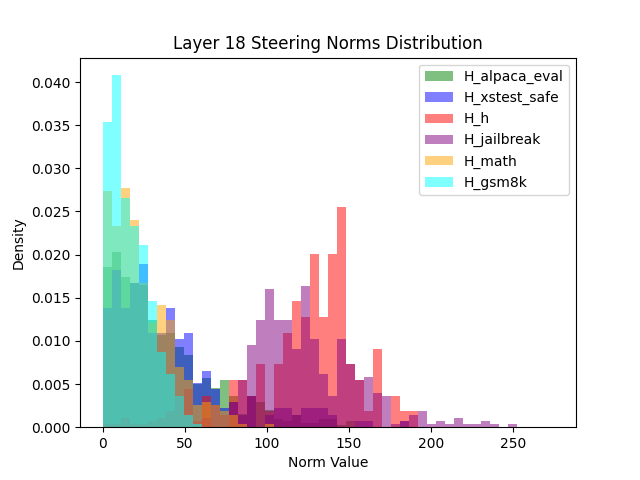 Layer 18 Steering Norms Distribution
H_alpaca_eval
H_xstest_safe
H_h
H_jailbreak
H_math
H_gsm8k
0.040
0.035
0.030
0.025
0.020
0.015
0.010
0.005
0.000
Density
0 50 100 150 200 250
Norm Value